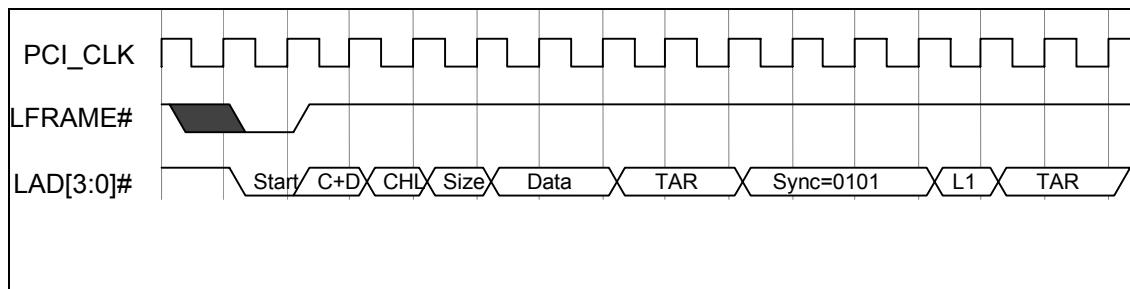 PCI_CLK
LFRAME#
LAD[3:0]# Start C+D CHL Size Data TAR Sync=0101 L1 TAR